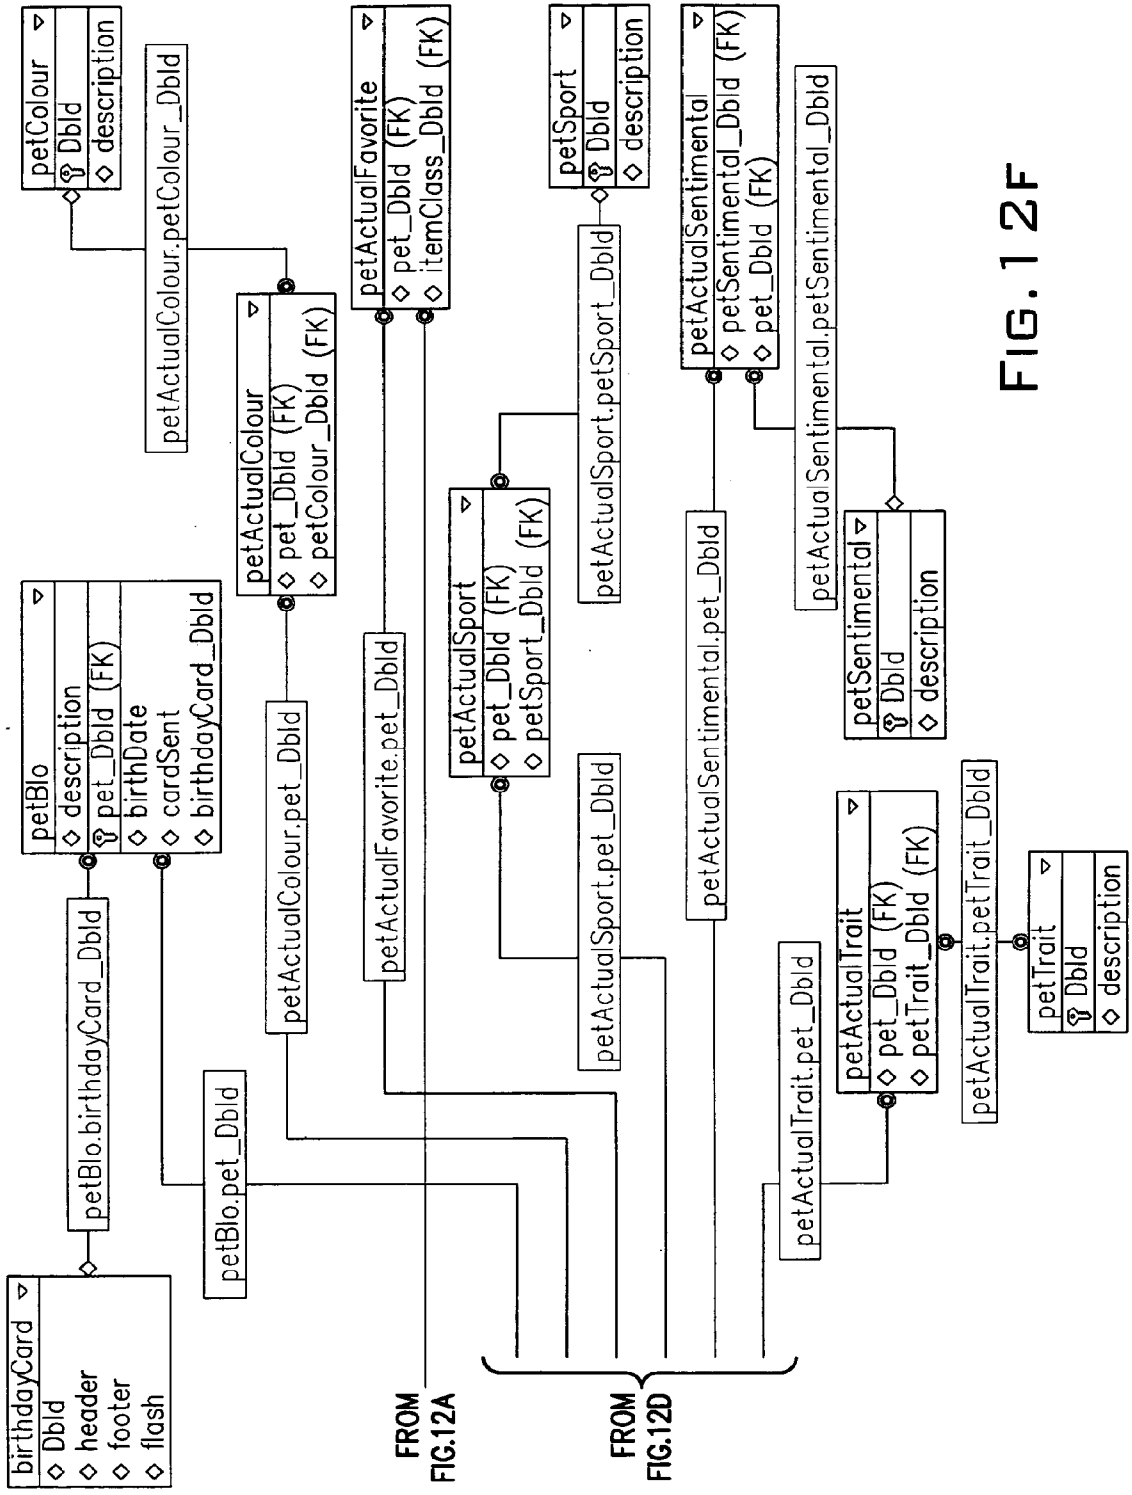 birthdayCard
DbId
header
footer
flash
petBIo.birthdayCard_DbId
petBIo
description
pet_DbId (FK)
birthDate
cardSent
birthdayCard_DbId
petBIo.pet_DbId
petColour
DbId
description
petActualColour.petColour_DbId
petActualColour
pet_DbId (FK)
petColour_DbId (FK)
petActualColour.pet_DbId
petActualFavorite
pet_DbId (FK)
itemClass_DbId (FK)
petActualFavorite.pet_DbId
FROM
FIG.12A
petActualSport
pet_DbId (FK)
petSport_DbId (FK)
petSport
DbId
description
petActualSport.petSport_DbId
petActualSport.pet_DbId
FROM
FIG.12D
petActualSentimental
petSentimental_DbId (FK)
pet_DbId (FK)
petActualSentimental.pet_DbId
petActualSentimental.petSentimental_DbId
petSentimental
DbId
description
petActualTrait.pet_DbId
petActualTrait
pet_DbId (FK)
petTrait_DbId (FK)
petActualTrait.petTrait_DbId
petTrait
DbId
description
FIG.12F